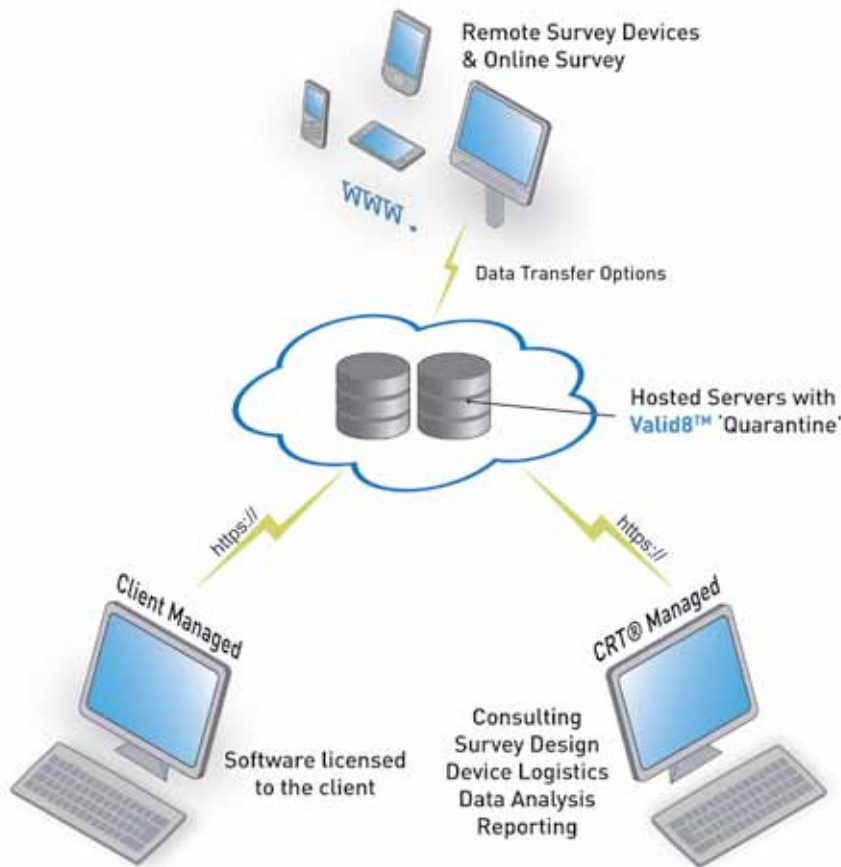 Remote Survey Devices
& Online Survey
www.
Data Transfer Options
Hosted Servers with
Valid8™ 'Quarantine'
https://
https://
Client Managed
CRT® Managed
Software licensed
to the client
Consulting
Survey Design
Device Logistics
Data Analysis
Reporting